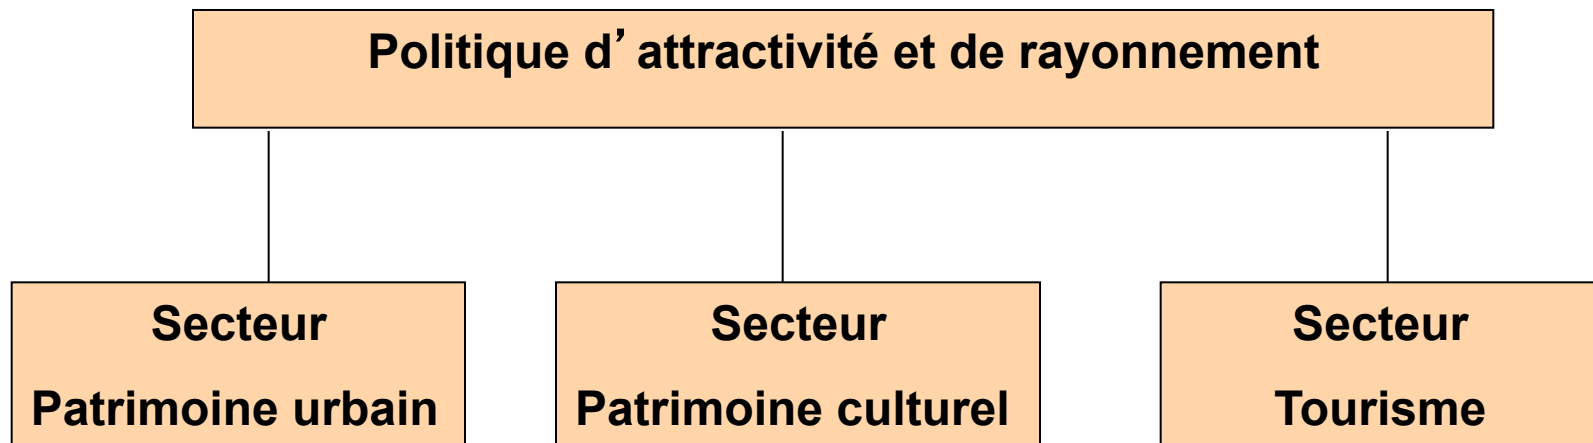 Politique d’attractivité et de rayonnement
Secteur
Patrimoine urbain
Secteur
Patrimoine culturel
Secteur
Tourisme